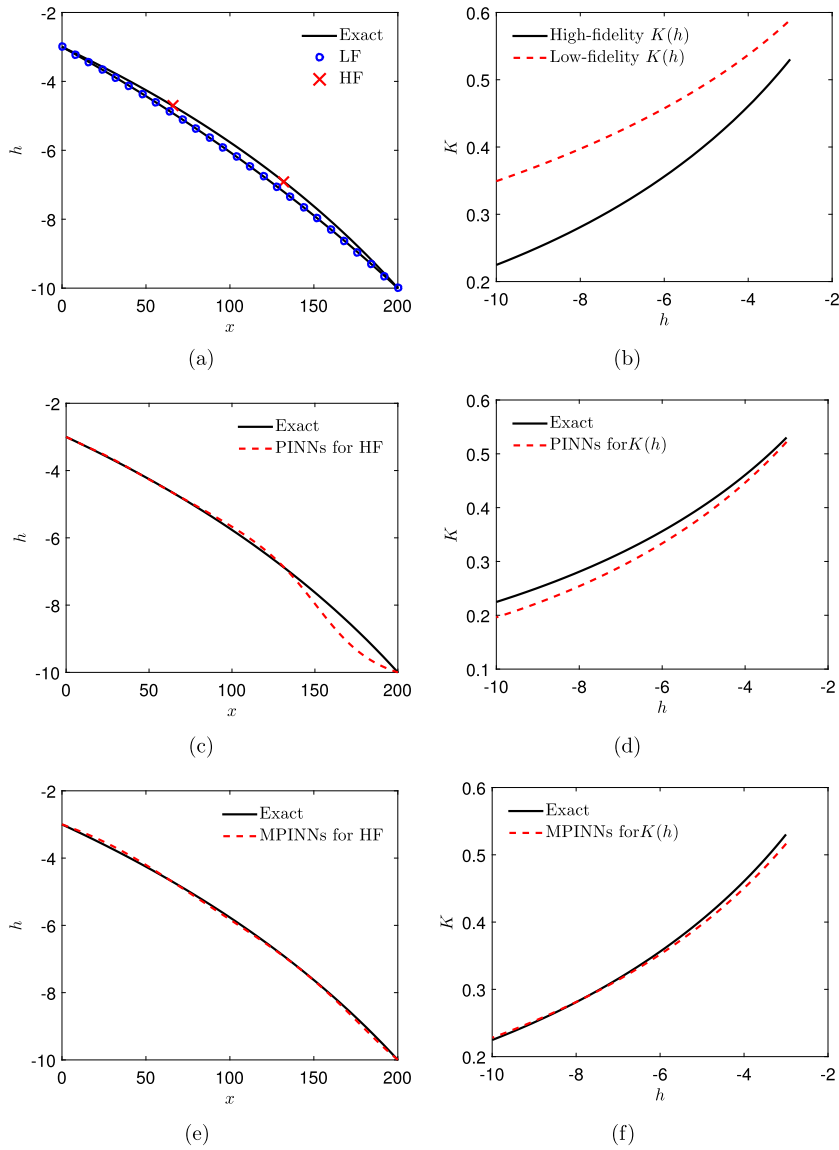 -2
-4
-6
-8
-10
0
50
100
150
200
h
x
Exact
LF
HF
(a)
0.6
0.5
0.4
0.3
0.2
-10
-8
-6
-4
-2
K
h
High-fidelity K(h)
Low-fidelity K(h)
(b)
-2
-4
-6
-8
-10
0
50
100
150
200
h
x
Exact
PINNs for HF
(c)
0.6
0.5
0.4
0.3
0.2
0.1
-10
-8
-6
-4
-2
K
h
Exact
PINNs forK(h)
(d)
-2
-4
-6
-8
-10
0
50
100
150
200
h
x
Exact
MPINNs for HF
(e)
0.6
0.5
0.4
0.3
0.2
-10
-8
-6
-4
-2
K
h
Exact
MPINNs forK(h)
(f)